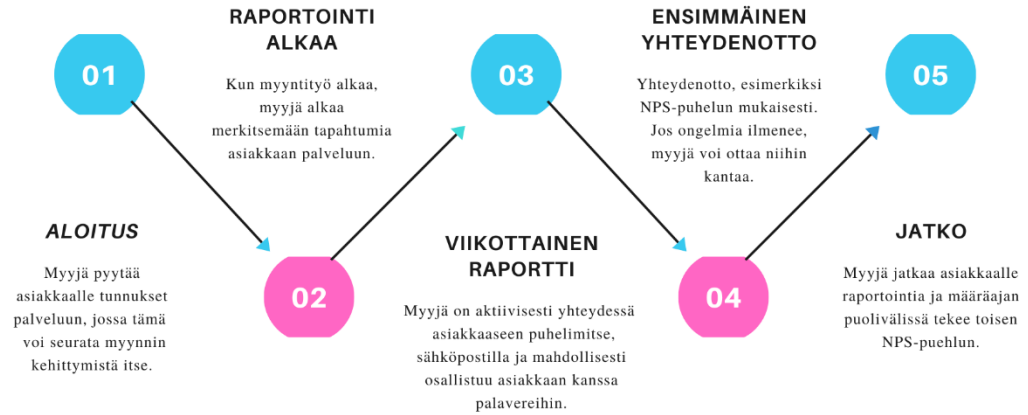 01
ALOITUS
Myyjä pyytää
asiakkaalle tunnukset
palveluun, jossa tämä
voi seurata myynnin
kehittymistä itse.
RAPORTOINTI
ALKAA
Kun myyntityö alkaa,
myyjä alkaa
merkitsemään tapahtumia
asiakkaan palveluun.
02
03
VIIKOTTAINEN
RAPORTTI
Myyjä on aktiivisesti yhteydessä
asiakkaaseen puhelimitse,
sähköpostilla ja mahdollisesti
osallistuu asiakkaan kanssa
palavereihin.
ENSIMMÄINEN
YHTEYDENOTTO
Yhteydenotto, esimerkiksi
NPS-puhelun mukaisesti.
Jos ongelmia ilmenee,
myyjä voi ottaa niihin
kantaa.
04
05
JATKO
Myyjä jatkaa asiakkaalle
raportointia ja määräajan
puolivälissä tekee toisen
NPS-puehlun.